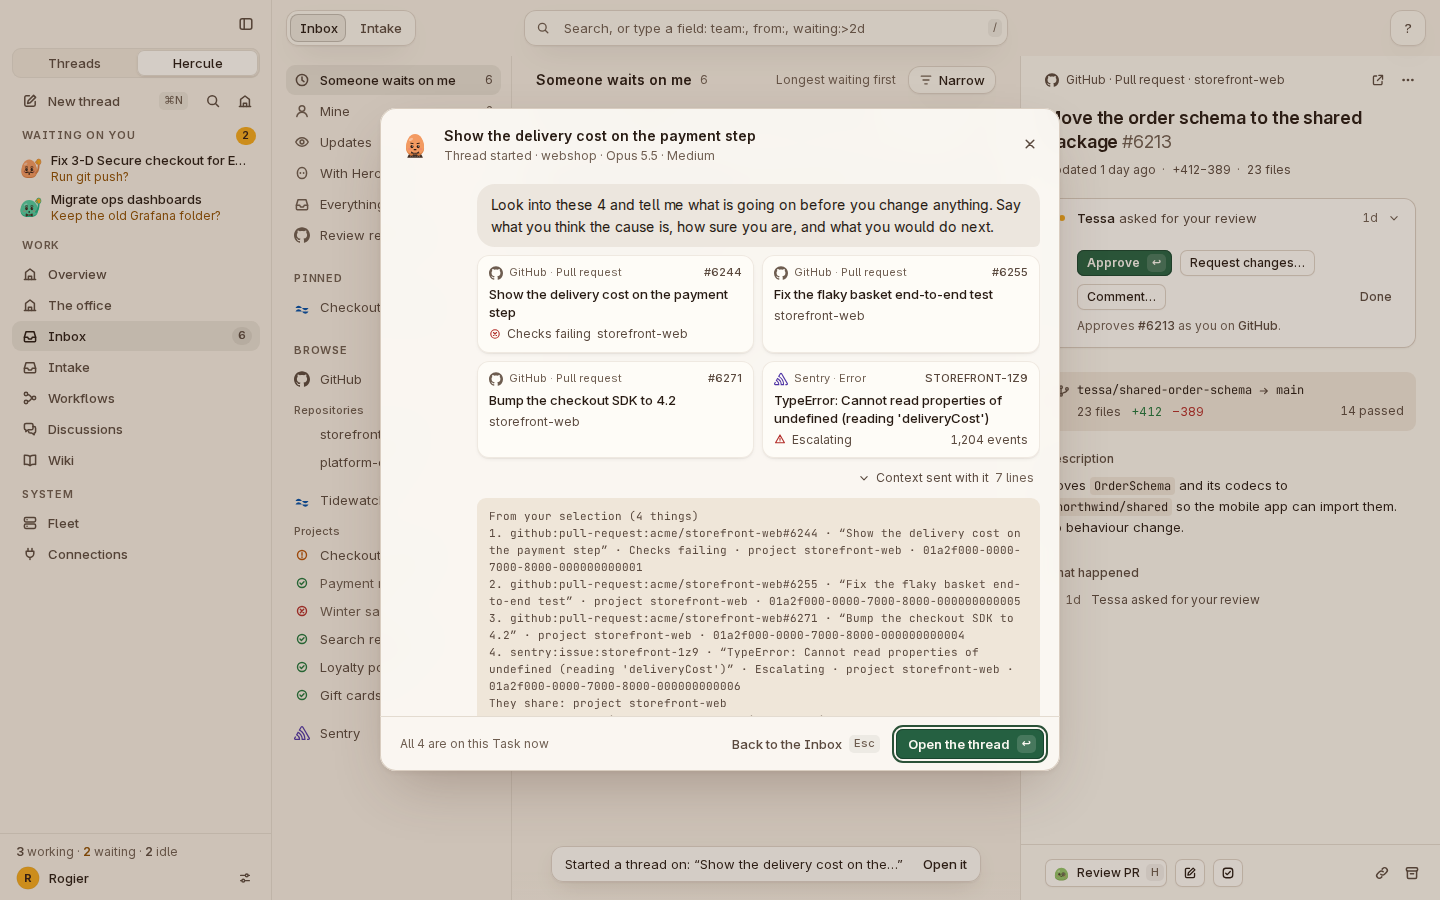 Threads
Hercule
New thread
⌘N
WAITING ON YOU
2
Fix 3-D Secure checkout for E…
Run git push?
Migrate ops dashboards
Keep the old Grafana folder?
WORK
Overview
The office
Inbox
6
Intake
Workflows
Discussions
Wiki
SYSTEM
Fleet
Connections
3 working · 2 waiting · 2 idle
R
Rogier
Inbox
Intake
Search, or type a field: team:, from:, waiting:>2d
/
?
Someone waits on me
6
Mine
Updates
With Herc
Everything
Review re
PINNED
Checkout
BROWSE
GitHub
Repositories
storefront
platform-
Tidewatc
Projects
Checkout
Payment
Winter sa
Search re
Loyalty po
Gift cards
Sentry
Someone waits on me 6
Longest waiting first
Narrow
Show the delivery cost on the payment step
Thread started · webshop · Opus 5.5 · Medium
Look into these 4 and tell me what is going on before you change anything. Say
what you think the cause is, how sure you are, and what you would do next.
GitHub · Pull request
#6244
Show the delivery cost on the payment
step
Checks failing storefront-web
GitHub · Pull request
#6255
Fix the flaky basket end-to-end test
storefront-web
GitHub · Pull request
#6271
Bump the checkout SDK to 4.2
storefront-web
Sentry · Error
STOREFRONT-1Z9
TypeError: Cannot read properties of
undefined (reading 'deliveryCost')
Escalating
1,204 events
Context sent with it 7 lines
From your selection (4 things)
1. github:pull-request:acme/storefront-web#6244 · “Show the delivery cost on
the payment step” · Checks failing · project storefront-web · 01a2f000-0000-
7000-8000-000000000001
2. github:pull-request:acme/storefront-web#6255 · “Fix the flaky basket end-
to-end test” · project storefront-web · 01a2f000-0000-7000-8000-000000000005
3. github:pull-request:acme/storefront-web#6271 · “Bump the checkout SDK to
4.2” · project storefront-web · 01a2f000-0000-7000-8000-000000000004
4. sentry:issue:storefront-1z9 · “TypeError: Cannot read properties of
undefined (reading 'deliveryCost')” · Escalating · project storefront-web ·
01a2f000-0000-7000-8000-000000000006
They share: project storefront-web
All 4 are on this Task now
Back to the Inbox
Esc
Open the thread
↩
Started a thread on: “Show the delivery cost on the…”
Open it
GitHub · Pull request · storefront-web
ove the order schema to the shared
ackage #6213
dated 1 day ago · +412−389 · 23 files
Tessa asked for your review
1d
Approve
↩
Request changes…
Comment…
Done
Approves #6213 as you on GitHub.
tessa/shared-order-schema → main
23 files +412 −389
14 passed
escription
oves OrderSchema and its codecs to
northwind/shared so the mobile app can import them.
behaviour change.
hat happened
1d Tessa asked for your review
Review PR
H